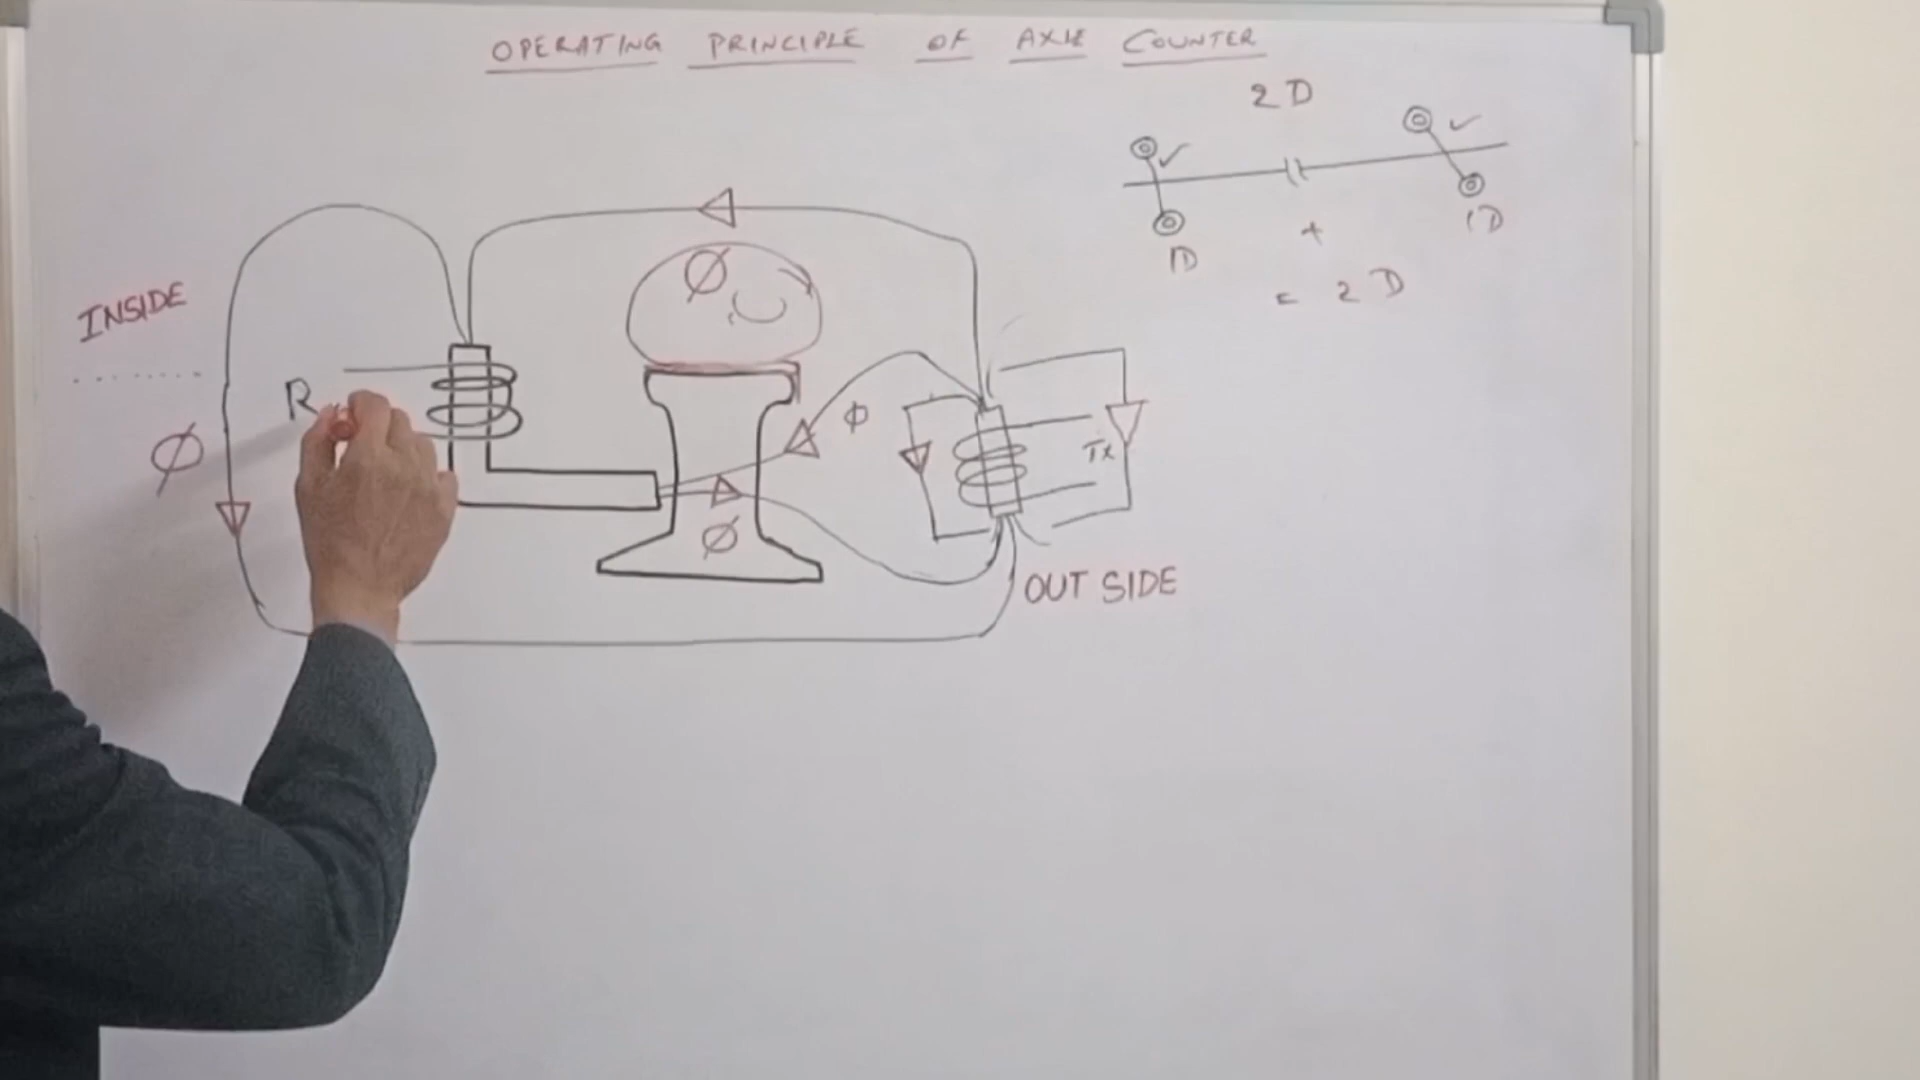 OPERATING PRINCIPLE OF AXLE COUNTER
2D
1D
+
1D
= 2D
INSIDE
R
Ø
Ø
Φ
Ø
Tx
OUT SIDE